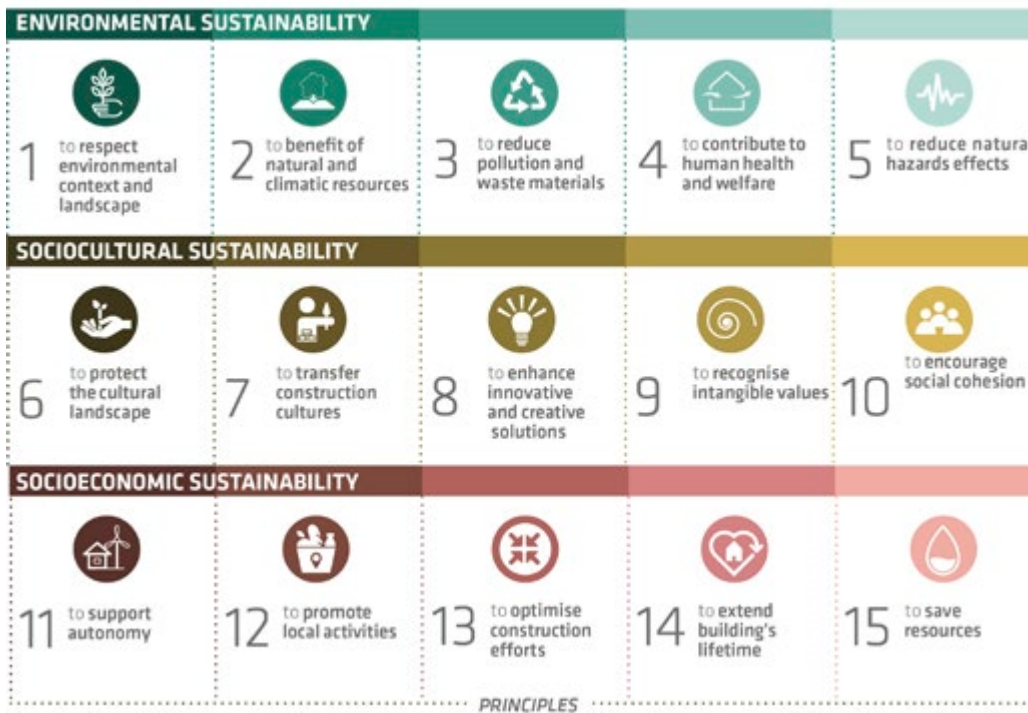 ENVIRONMENTAL SUSTAINABILITY
1 to respect
environmental
context and
landscape
2 to benefit of
natural and
climatic resources
3 to reduce
pollution and
waste materials
4 to contribute to
human health
and welfare
5 to reduce natura
hazards effects
SOCIOCULTURAL SUSTAINABILITY
6 to protect
the cultural
landscape
7 to transfer
construction
cultures
8 to enhance
innovative
and creative
solutions
9 to recognise
intangible values
10 to encourage
social cohesion
SOCIOECONOMIC SUSTAINABILITY
11 to support
autonomy
12 to promote
local activities
13 to optimise
construction
efforts
14 to extend
building's
lifetime
15 to save
resources
PRINCIPLES